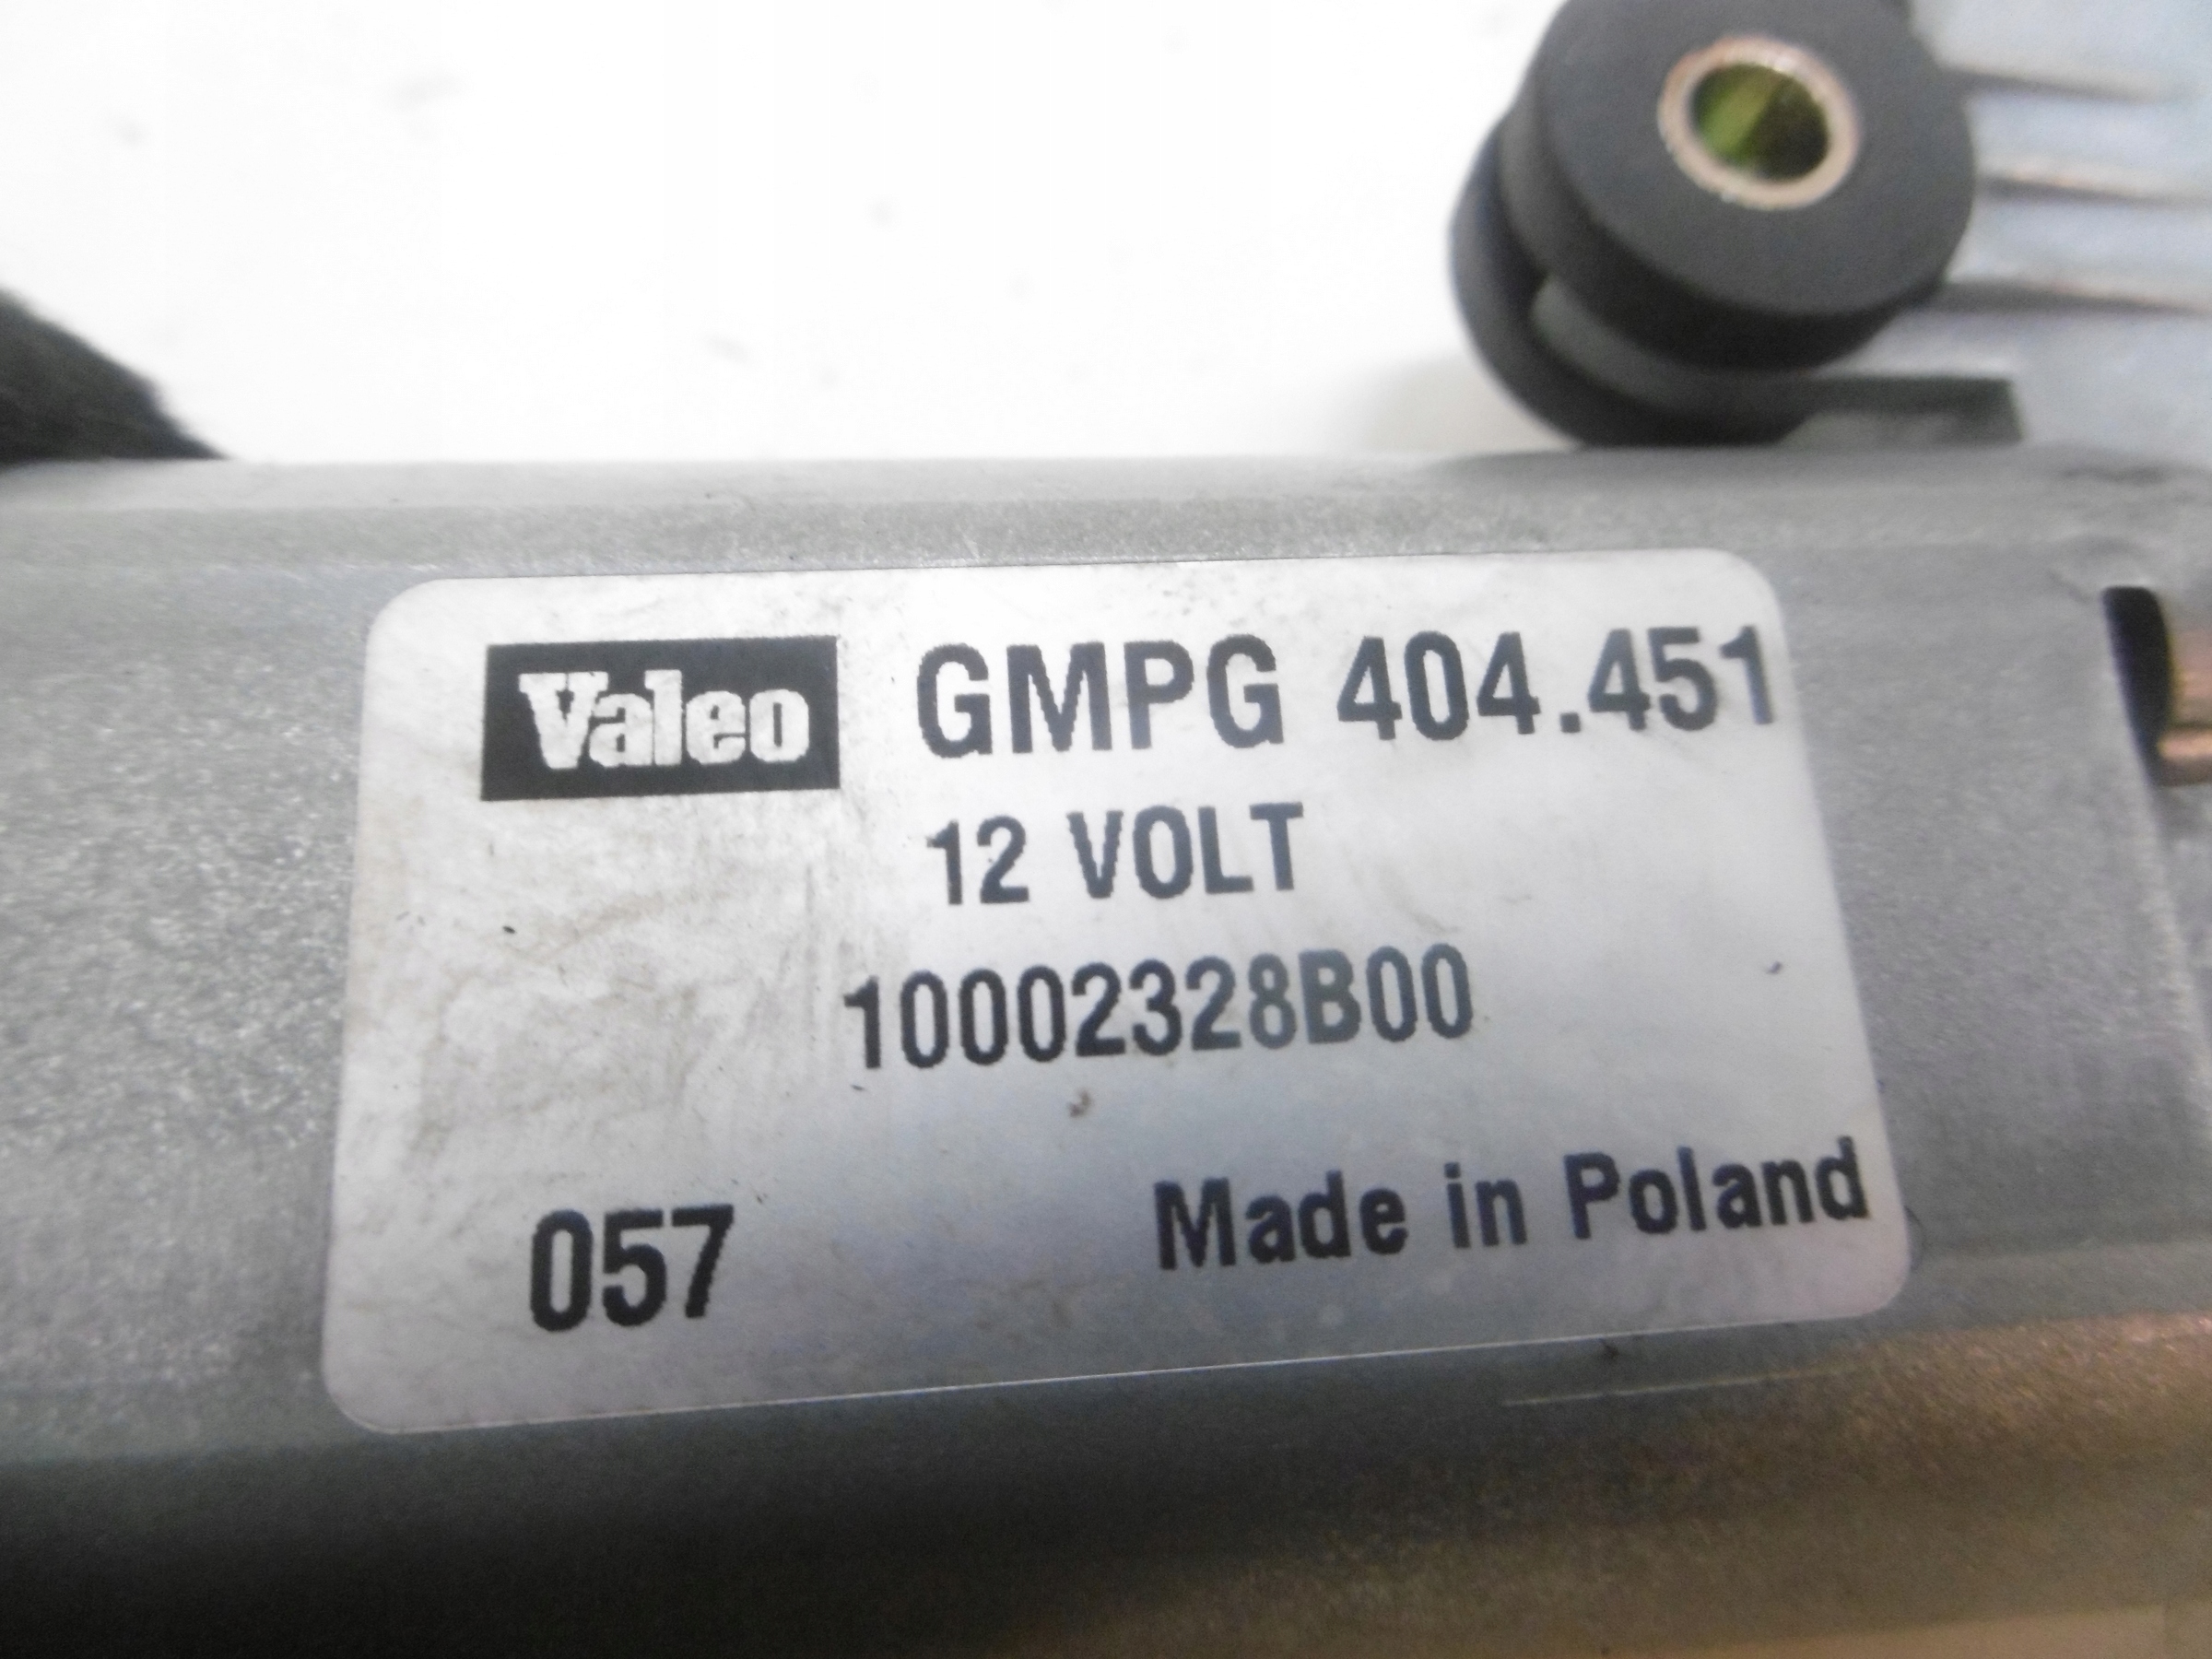 Valeo GMPG 404.451
12 VOLT
10002328B00
057 Made in Poland